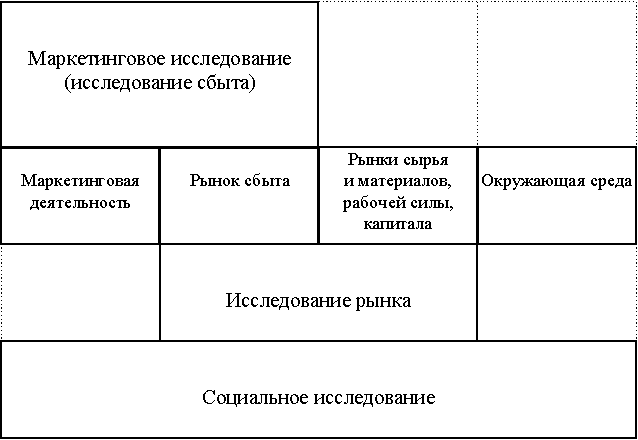 Маркетинговое исследование
(исследование сбыта)
Маркетинговая
деятельность
Рынок сбыта
Рынки сырья
и материалов,
рабочей силы,
капитала
Окружающая среда
Исследование рынка
Социальное исследование